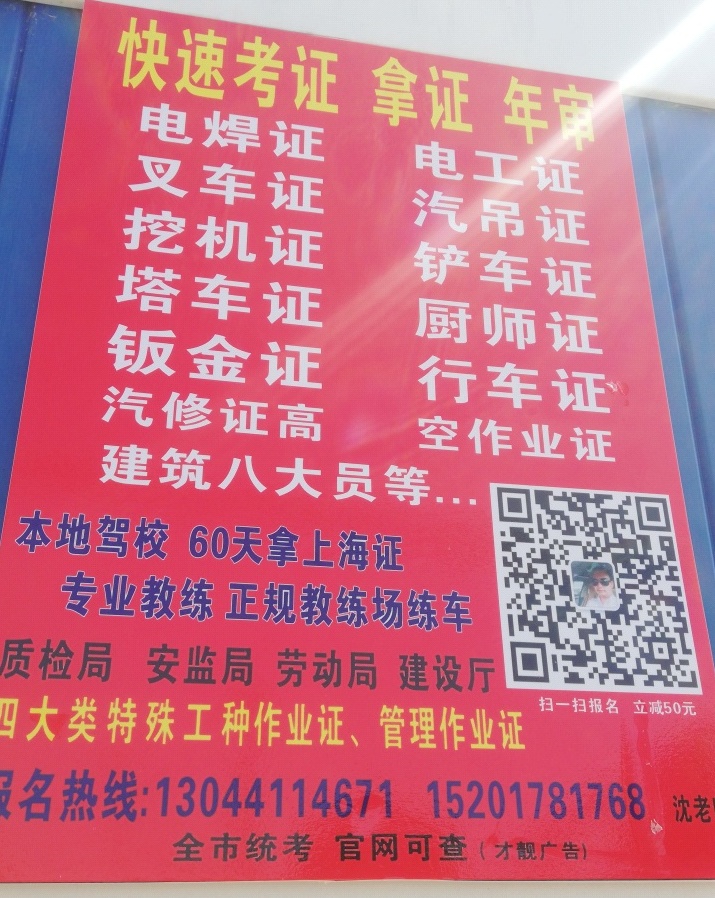 快速考证 拿证 年审
电焊证 电工证
叉车证 汽吊证
挖机证 铲车证
塔车证 厨师证
钣金证 行车证
汽修证高 空作业证
建筑八大员等...
本地驾校 60天拿上海证
专业教练 正规教练场练车
质检局 安监局 劳动局 建设厅
扫一扫报名 立减50元
四大类特殊工种作业证、管理作业证
报名热线:13044114671 15201781768 沈老
全市统考 官网可查(才靓广告)